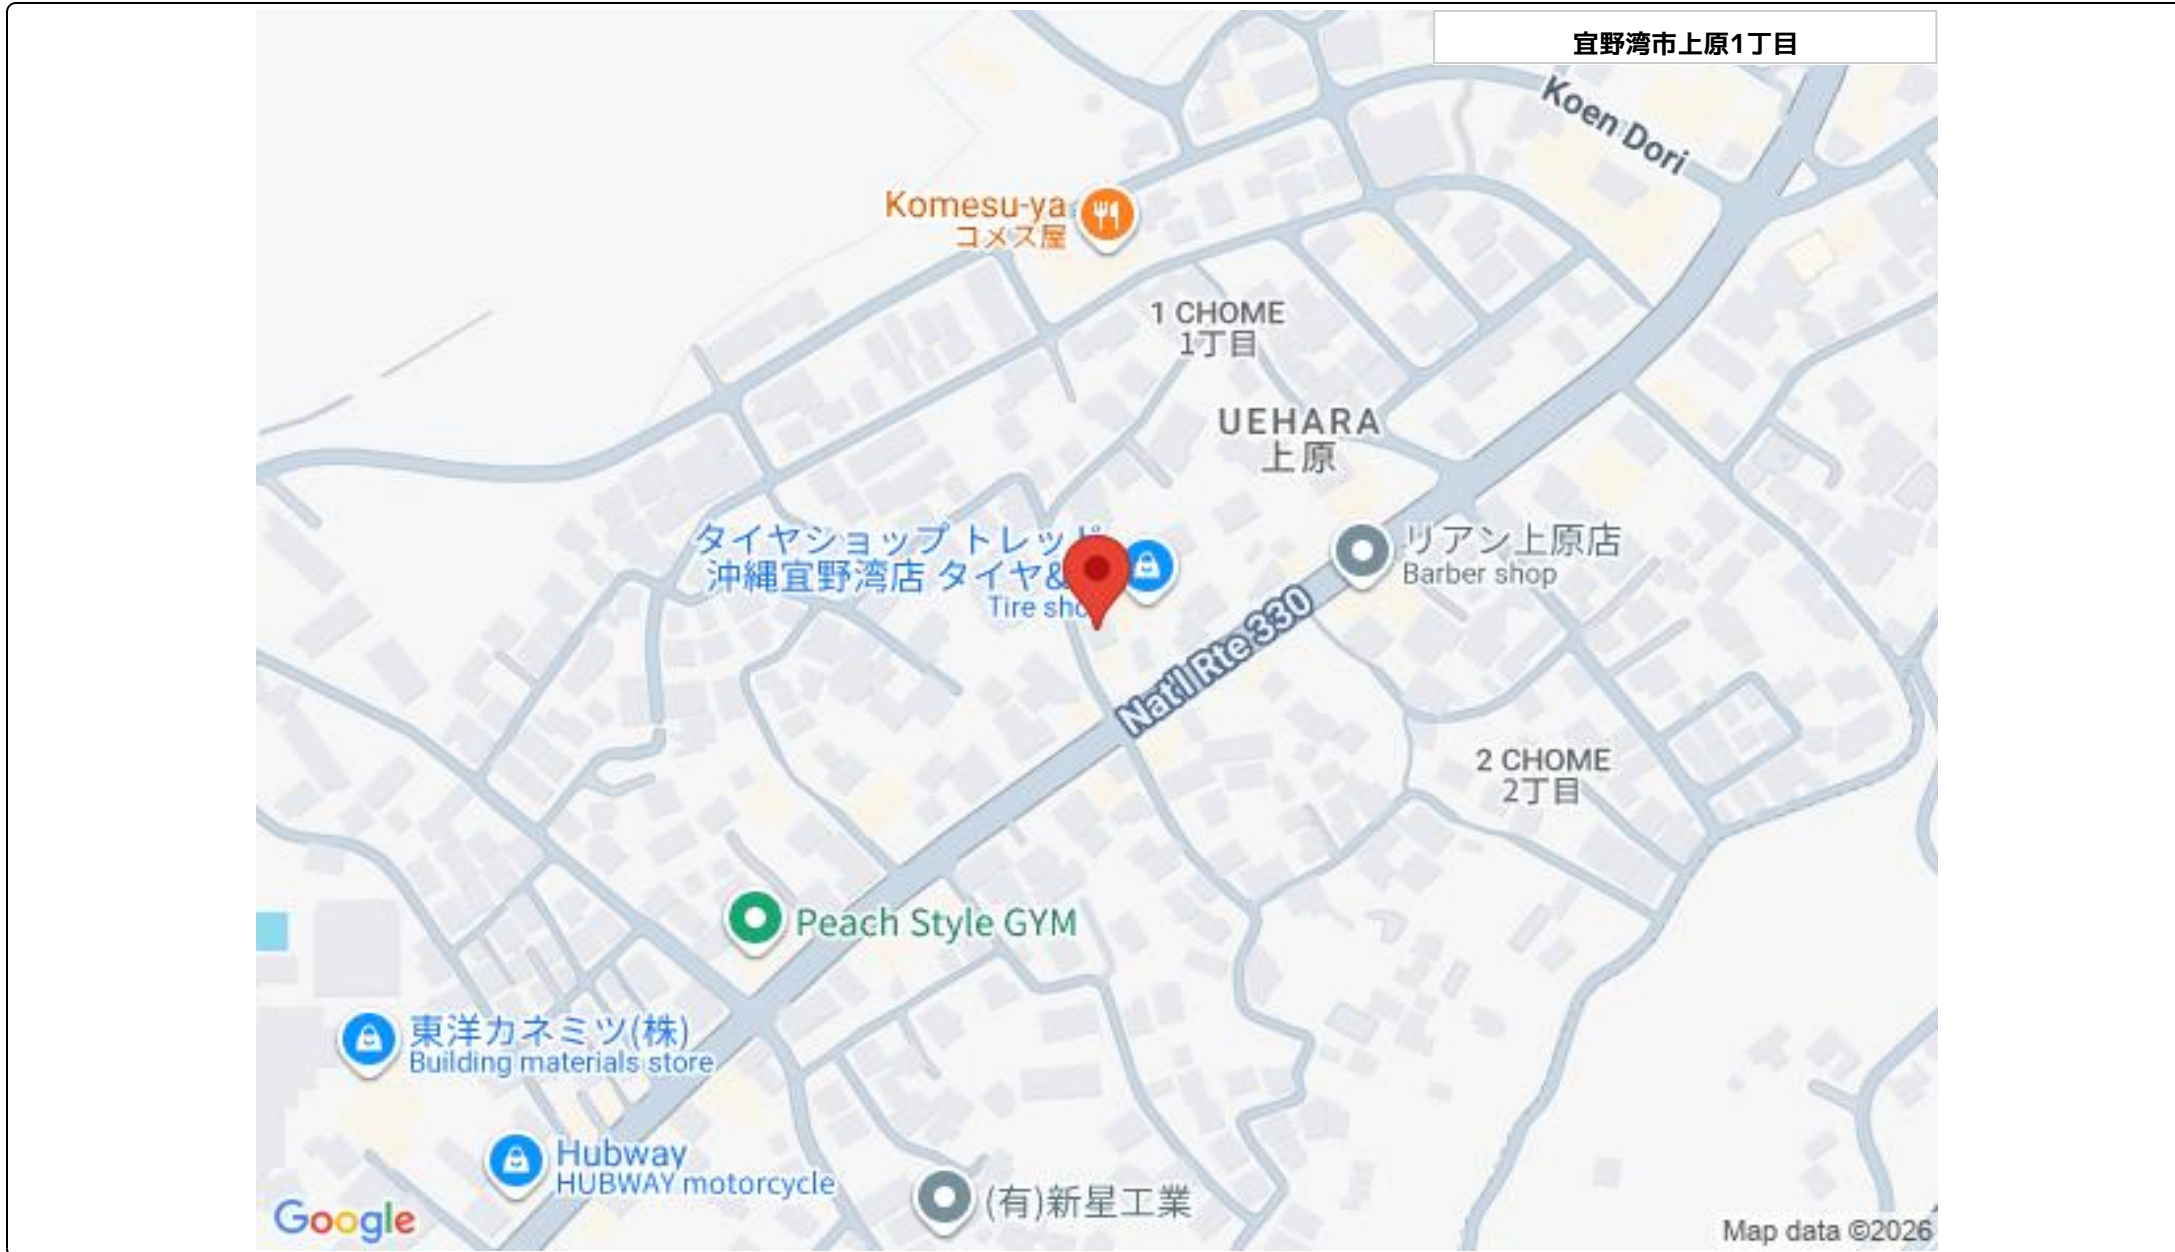 宜野湾市上原1丁目
Koen Dori
Komesu-ya
コメス屋
1 CHOME
1丁目
UEHARA
上原
タイヤショップ トレッド
沖縄宜野湾店 タイヤ&
Tire sho
リアン上原店
Barber shop
Nat'l Rte 330
2 CHOME
2丁目
Peach Style GYM
東洋カネミツ(株)
Building materials store
Hubway
HUBWAY motorcycle
(有)新星工業
Google
Map data ©2026